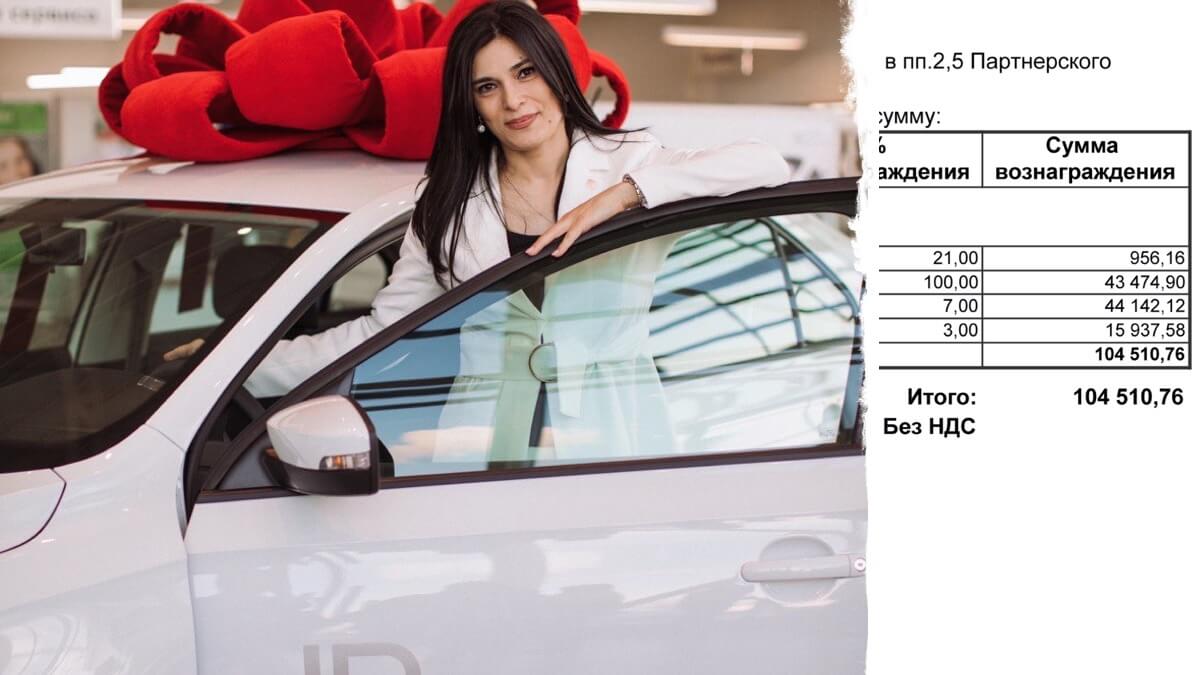 сервисо
в пп.2,5 Партнерского
сумму:
%
аждения
Сумма
вознаграждения
21,00 956,16
100,00 43 474,90
7,00 44 142,12
3,00 15 937,58
104 510,76
Итого: 104 510,76
Без НДС